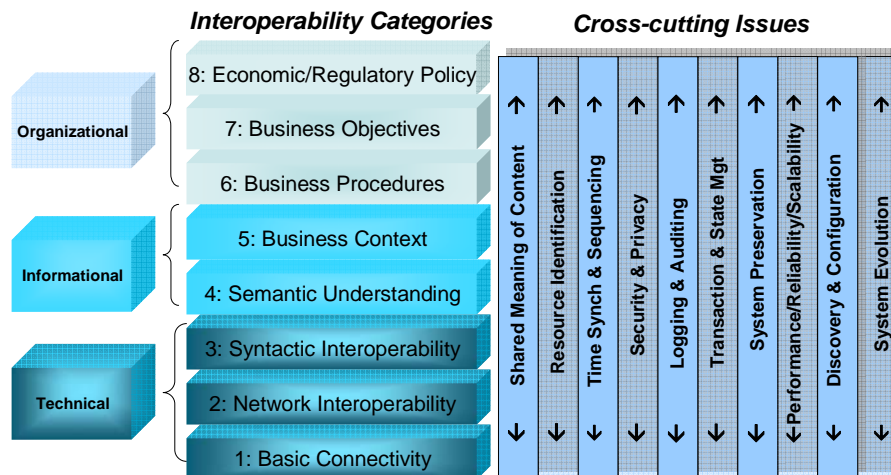 Interoperability Categories
Cross-cutting Issues
Organizational
8: Economic/Regulatory Policy
7: Business Objectives
6: Business Procedures
Informational
5: Business Context
4: Semantic Understanding
Technical
3: Syntactic Interoperability
2: Network Interoperability
1: Basic Connectivity
Shared Meaning of Content
Resource Identification
Time Synch & Sequencing
Security & Privacy
Logging & Auditing
Transaction & State Mgt
System Preservation
Performance/Reliability/Scalability
Discovery & Configuration
System Evolution